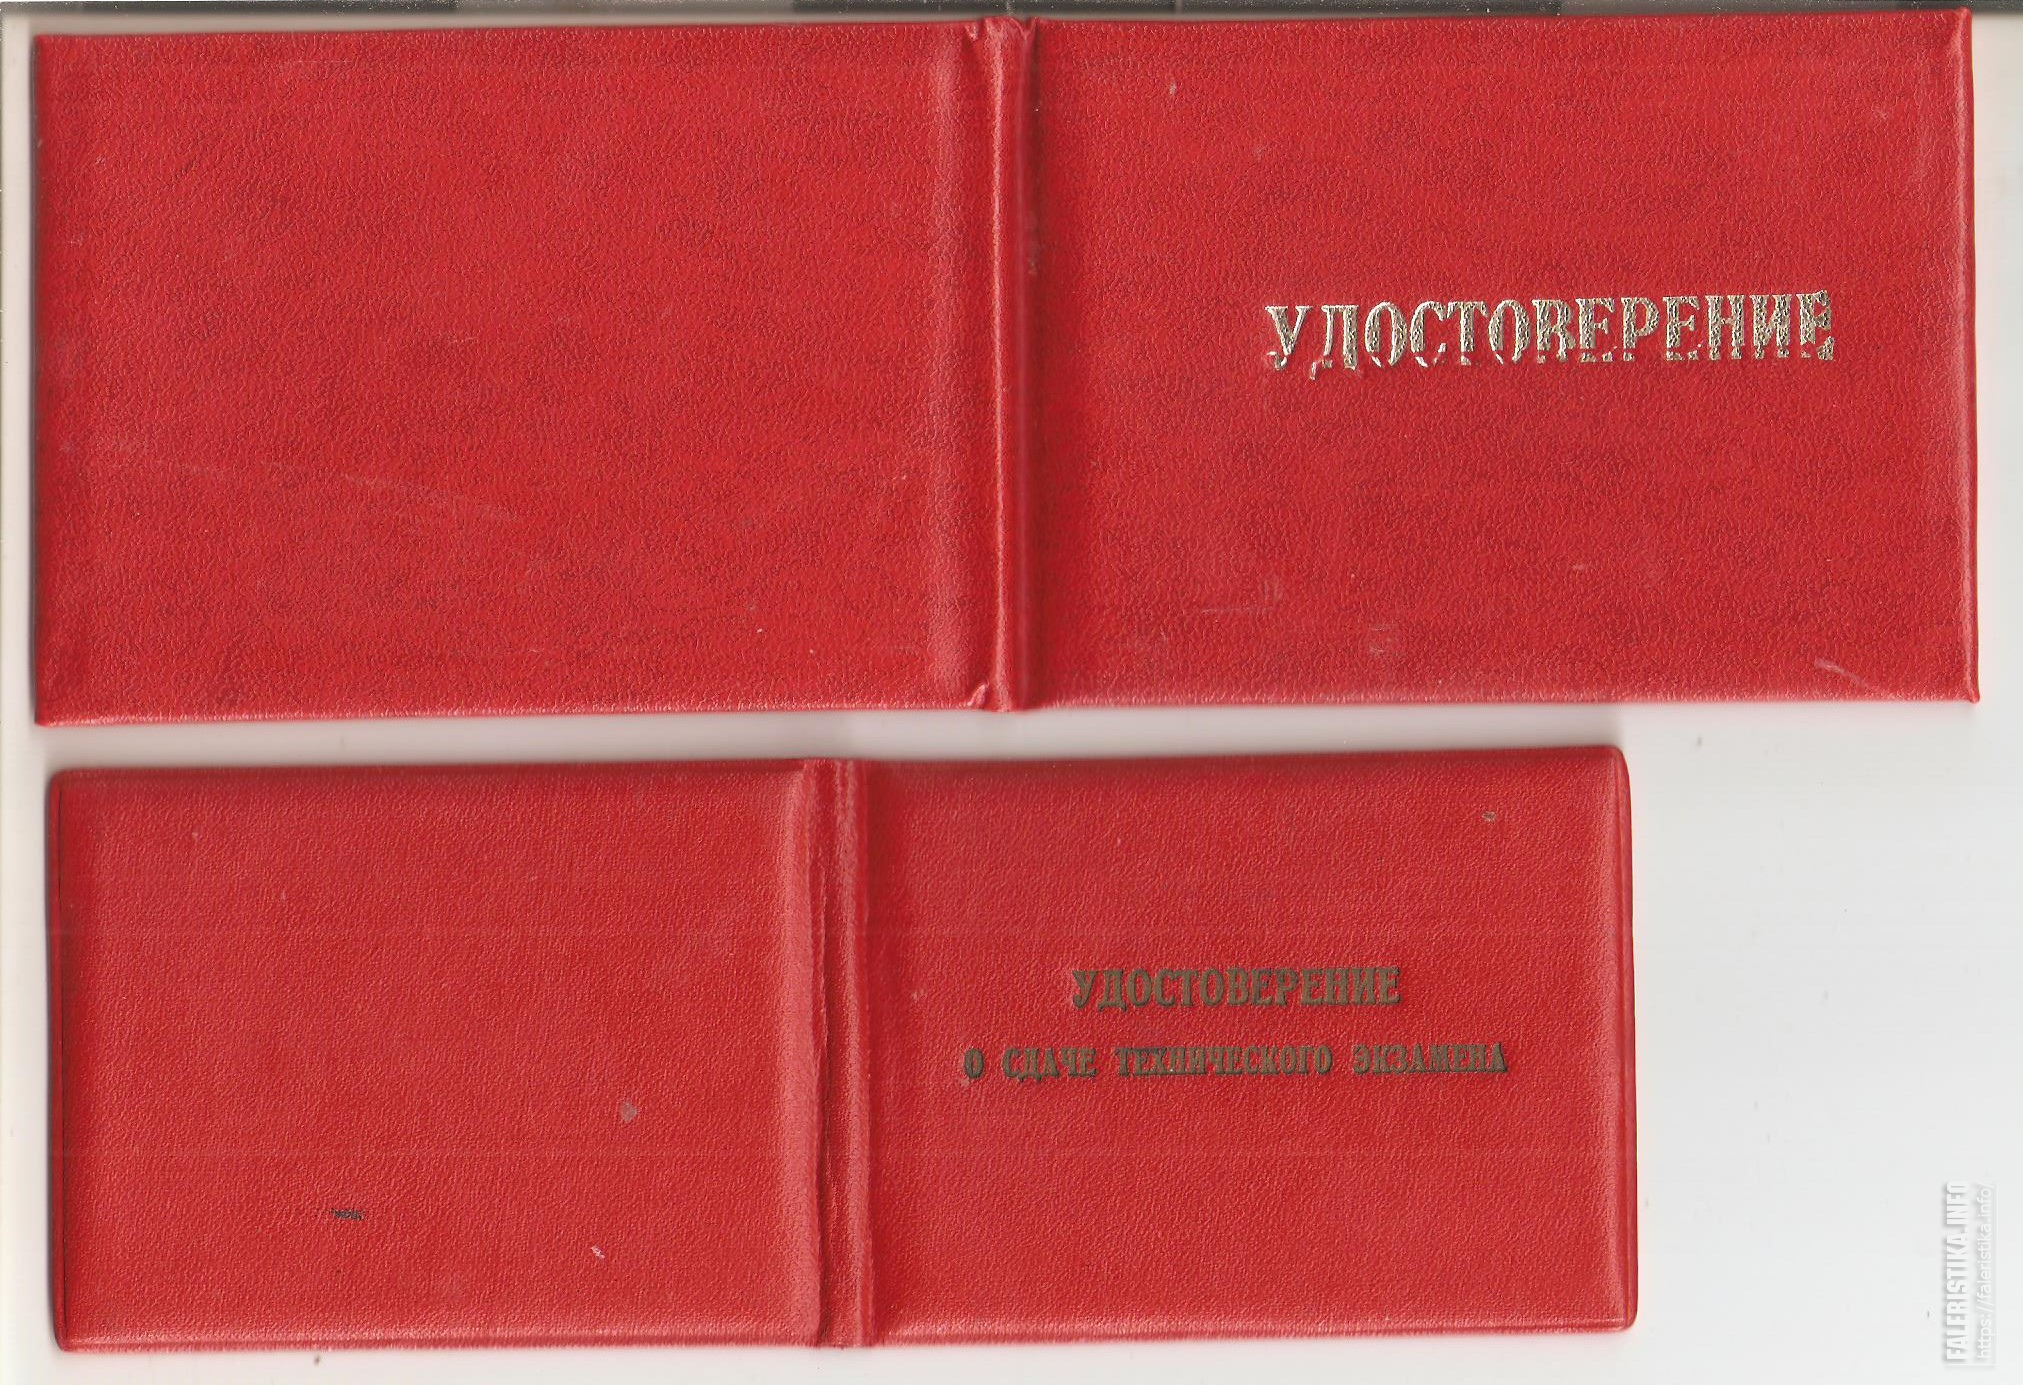 УДОСТОВЕРЕНИЕ
УДОСТОВЕРЕНИЕ
О СДАЧЕ ТЕХНИЧЕСКОГО ЭКЗАМЕНА
FALERISTIKA.INFO
https://faleristika.info/